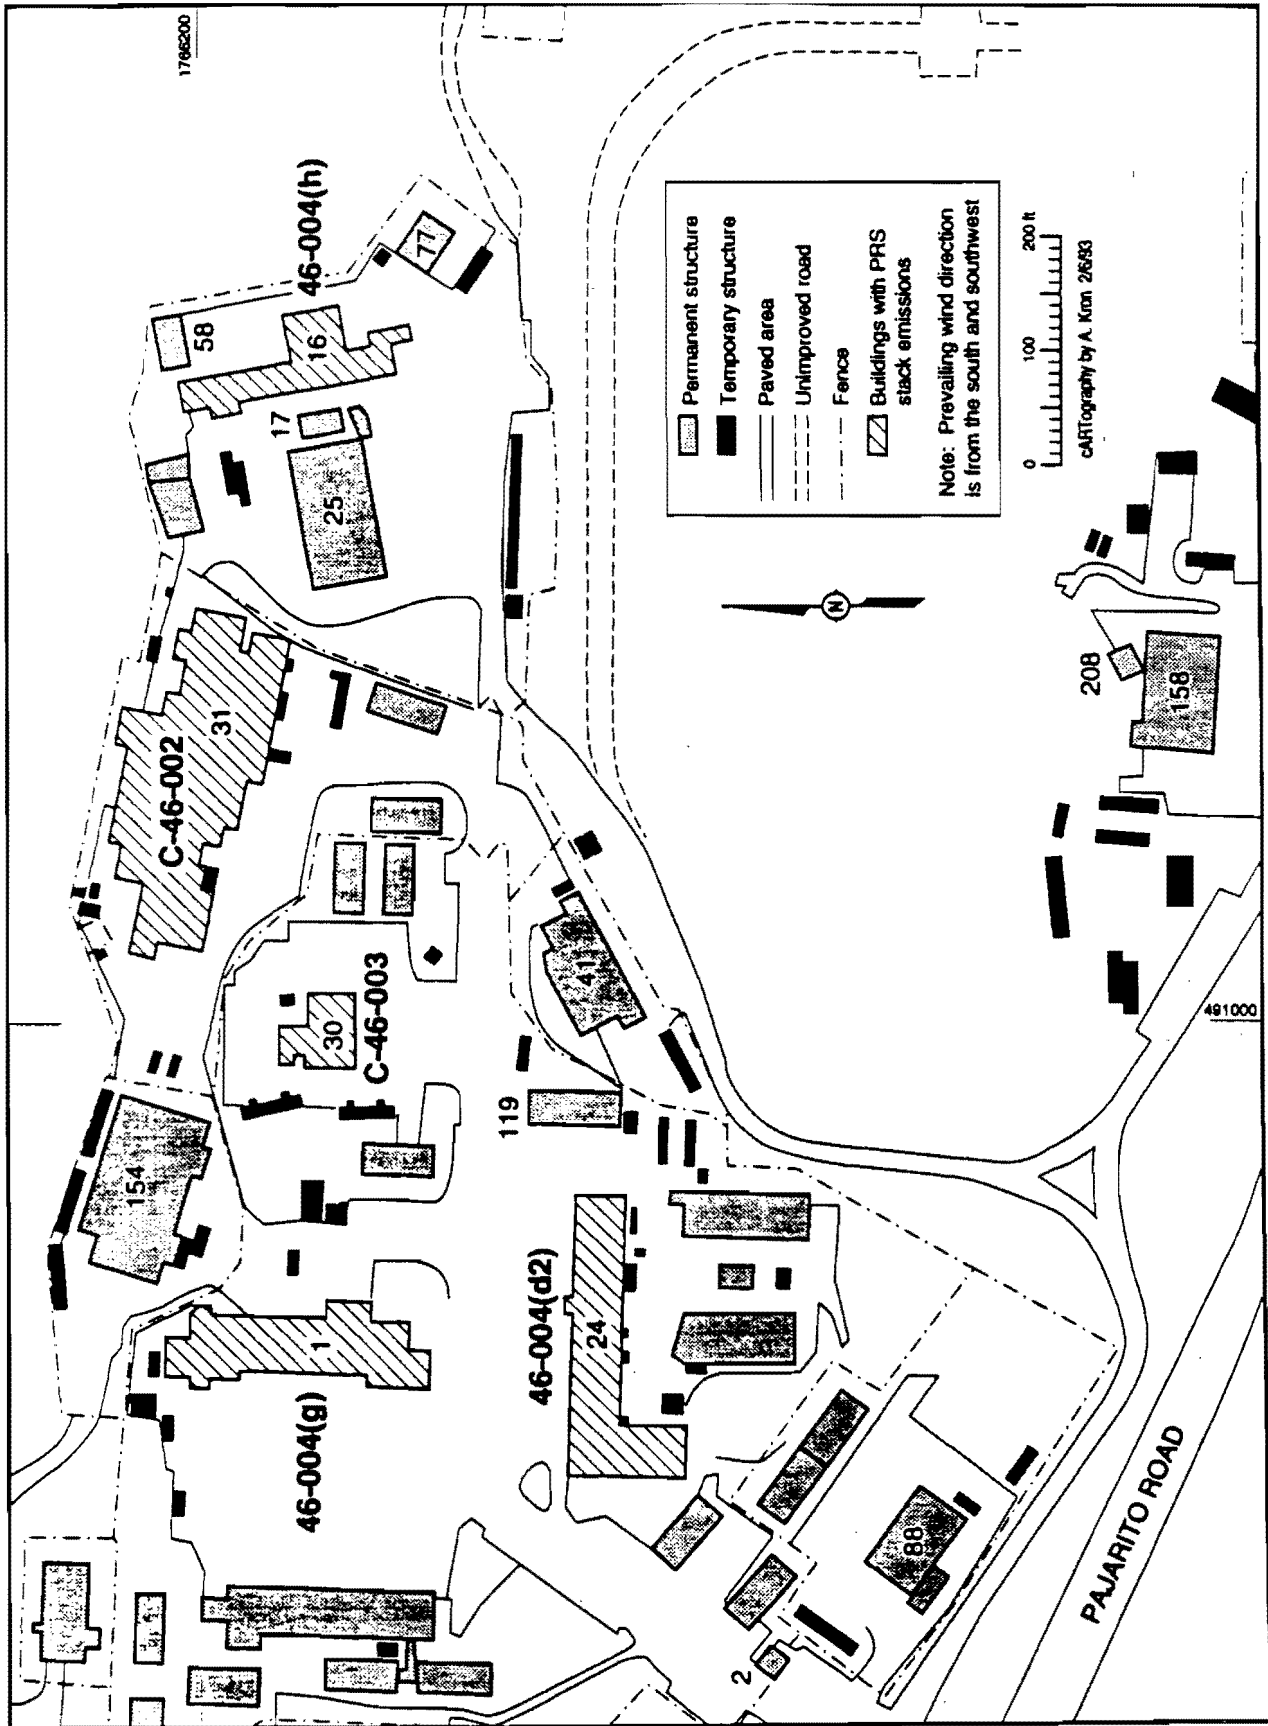 1766200
46-004(h)
77
58
16
17
25
31
C-46-002
30
C-46-003
41
119
154
1
46-004(g)
24
46-004(d2)
88
2
208
158
491000
PAJARITO ROAD
N
Permanent structure
Temporary structure
Paved area
Unimproved road
Fence
Buildings with PRS
stack emissions
Note: Prevailing wind direction
is from the south and southwest
0 100 200 ft
cARTography by A. Kron 2/6/93